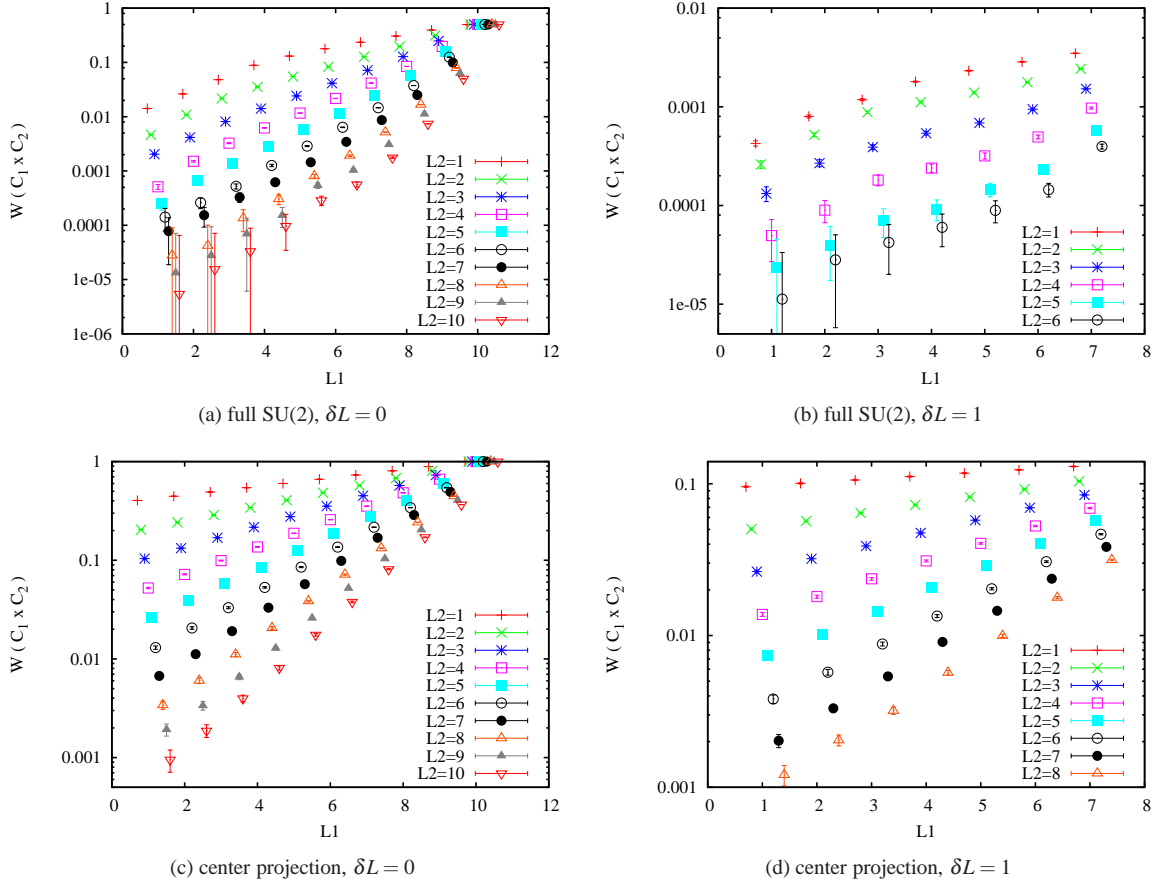 1
0.1
0.01
0.001
0.0001
1e-05
1e-06
W ( C1 x C2 )
0 2 4 6 8 10 12
L1
L2=1
L2=2
L2=3
L2=4
L2=5
L2=6
L2=7
L2=8
L2=9
L2=10
(a) full SU(2), δL = 0
0.01
0.001
0.0001
1e-05
W ( C1 x C2 )
0 1 2 3 4 5 6 7 8
L1
L2=1
L2=2
L2=3
L2=4
L2=5
L2=6
(b) full SU(2), δL = 1
1
0.1
0.01
0.001
W ( C1 x C2 )
0 2 4 6 8 10 12
L1
L2=1
L2=2
L2=3
L2=4
L2=5
L2=6
L2=7
L2=8
L2=9
L2=10
(c) center projection, δL = 0
0.1
0.01
0.001
W ( C1 x C2 )
0 1 2 3 4 5 6 7 8
L1
L2=1
L2=2
L2=3
L2=4
L2=5
L2=6
L2=7
L2=8
(d) center projection, δL = 1